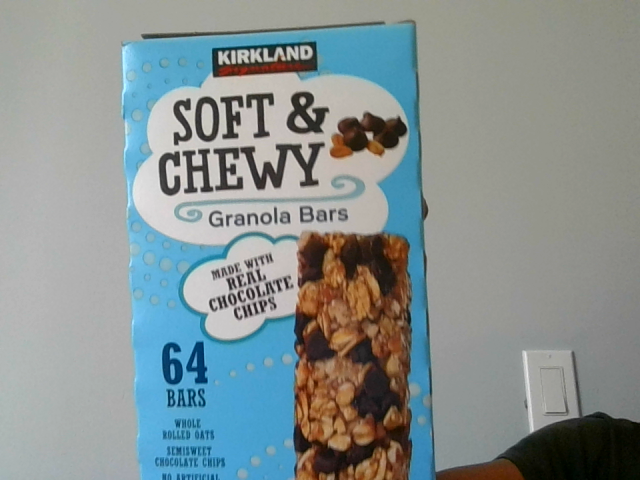 KIRKLAND
Signature
SOFT &
CHEWY
Granola Bars
MADE WITH
REAL
CHOCOLATE
CHIPS
64
BARS
WHOLE
ROLLED OATS
SEMISWEET
CHOCOLATE CHIPS
NO ARTIFICIAL